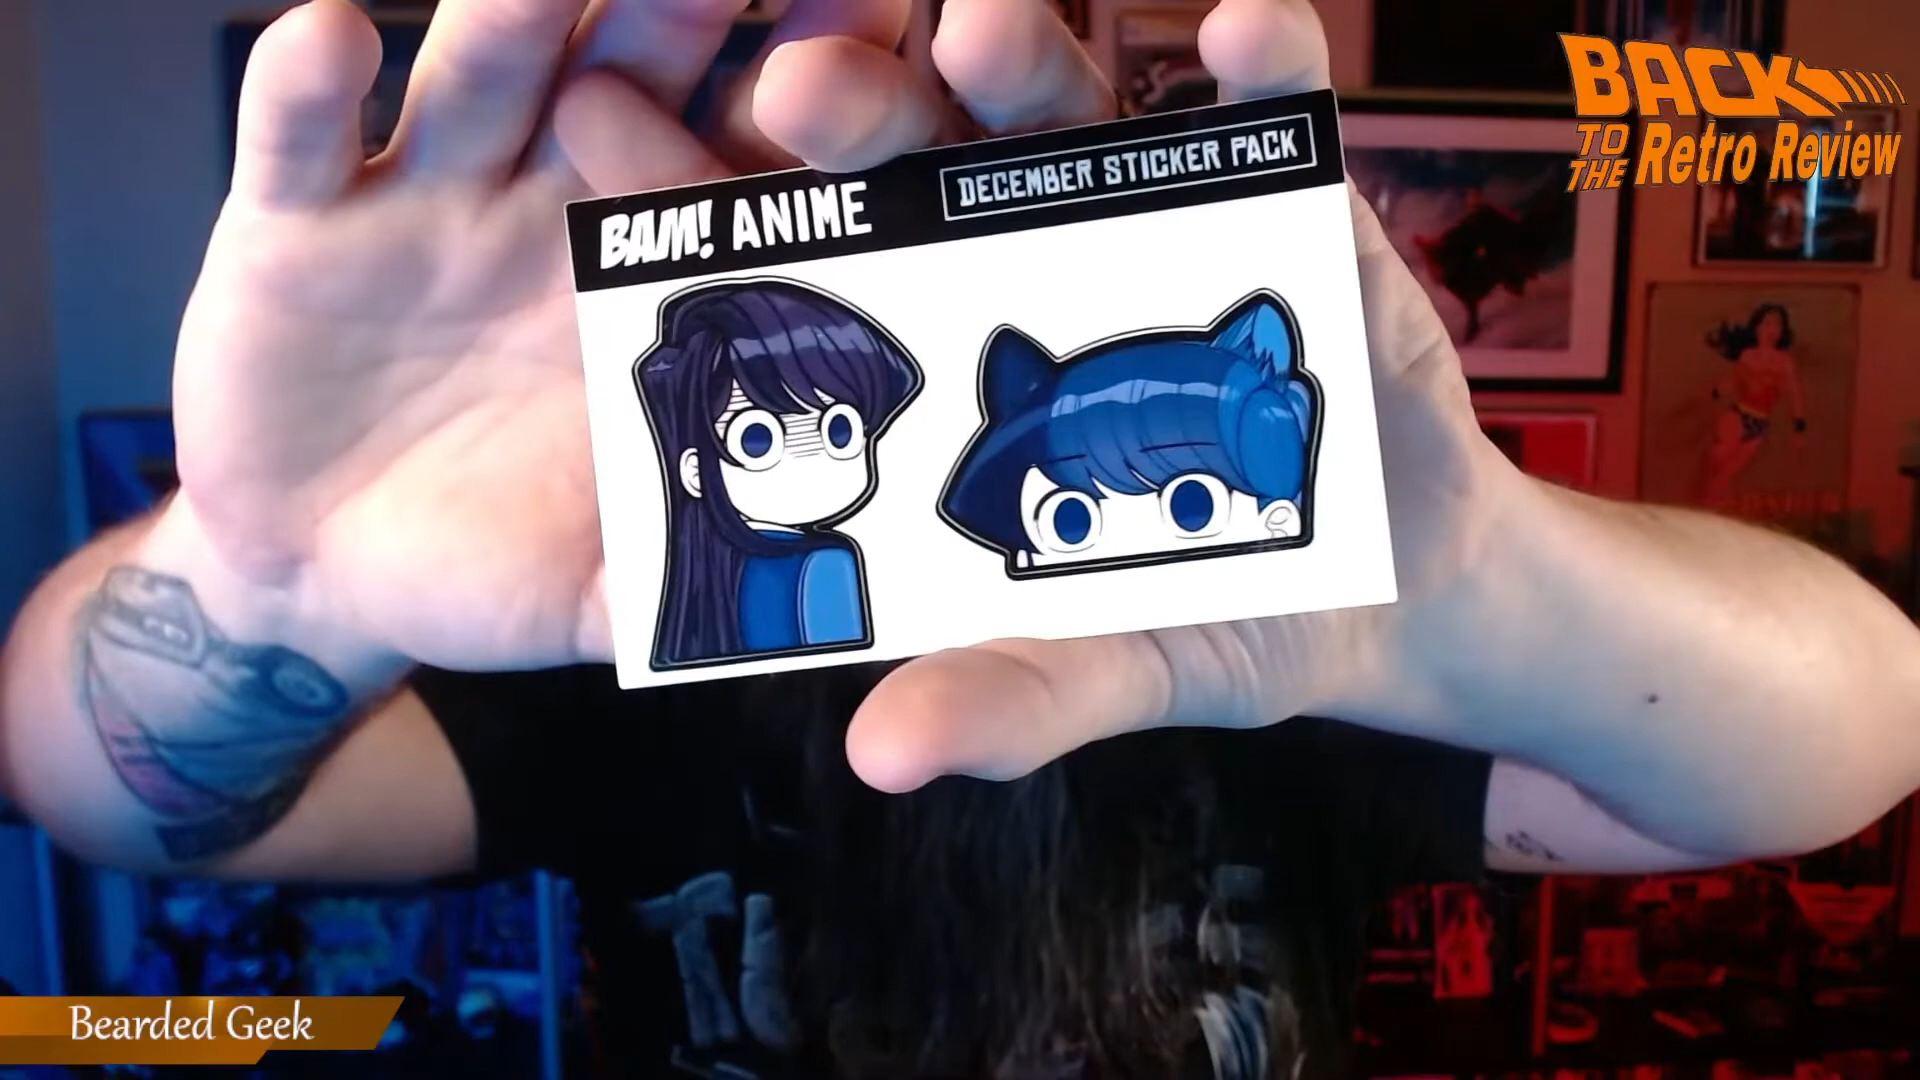 BACK
TO
THE Retro Review
DECEMBER STICKER PACK
BAM! ANIME
Bearded Geek